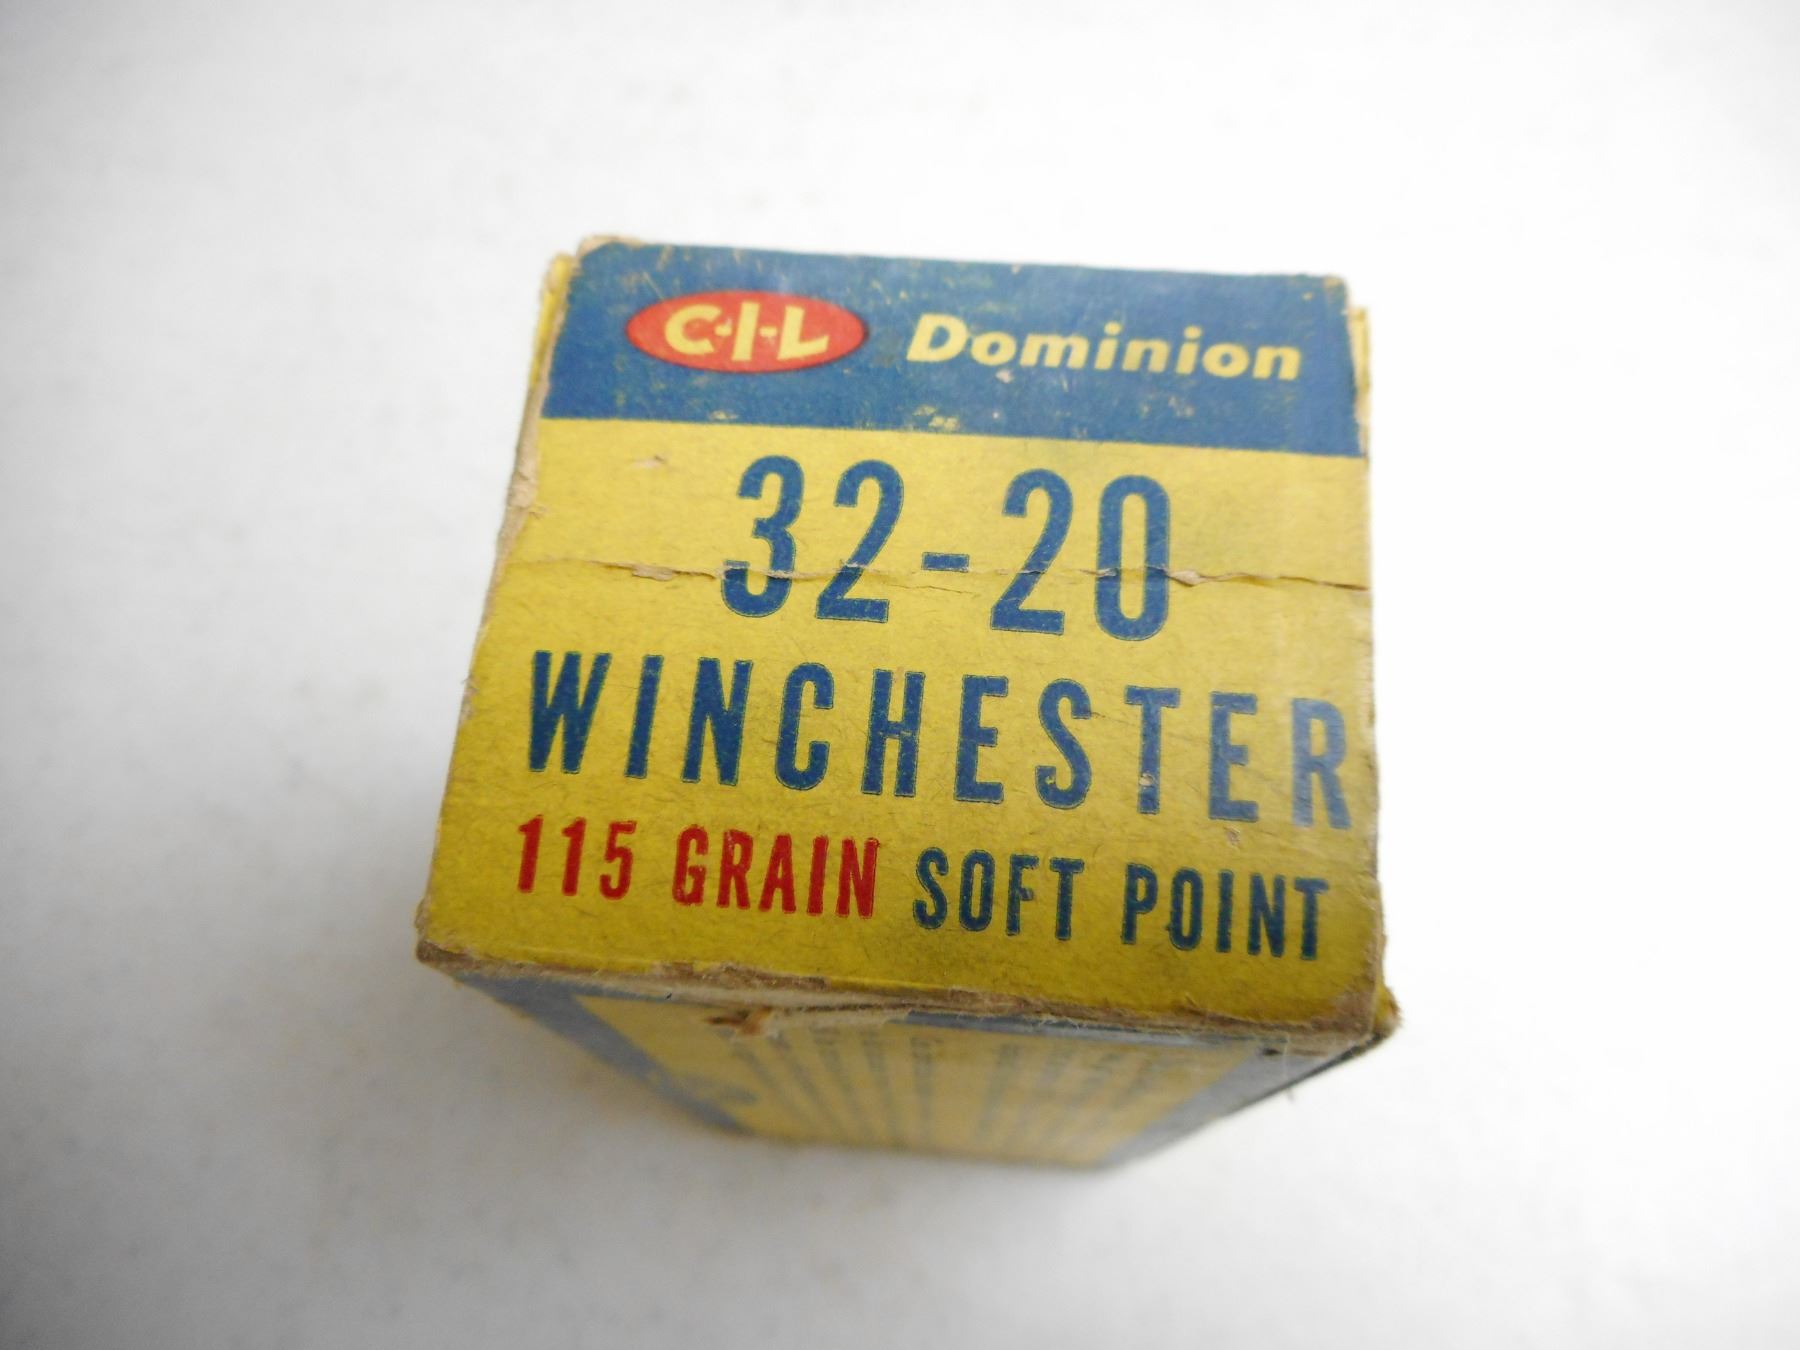 C-I-L Dominion
32-20
WINCHESTER
115 GRAIN SOFT POINT